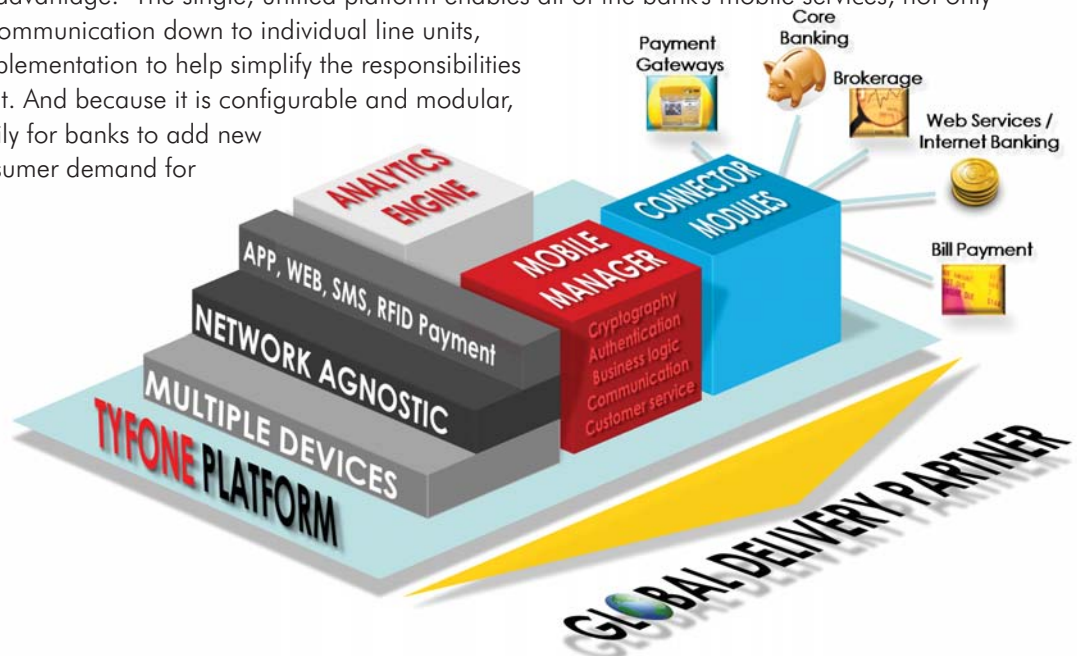 advantage. The single, unified platform enables all of the bank's mobile services, not only
ommunication down to individual line units,
plementation to help simplify the responsibilities
t. And because it is configurable and modular,
ily for banks to add new
sumer demand for
Core
Banking
Payment
Gateways
Brokerage
Web Services /
Internet Banking
Bill Payment
ANALYTICS
ENGINE
CONNECTOR
MODULES
MOBILE
MANAGER
Cryptography
Authentication
Business logic
Communication
Customer service
APP, WEB, SMS, RFID Payment
NETWORK AGNOSTIC
MULTIPLE DEVICES
TYFONE PLATFORM
GLOBAL DELIVERY PARTNER